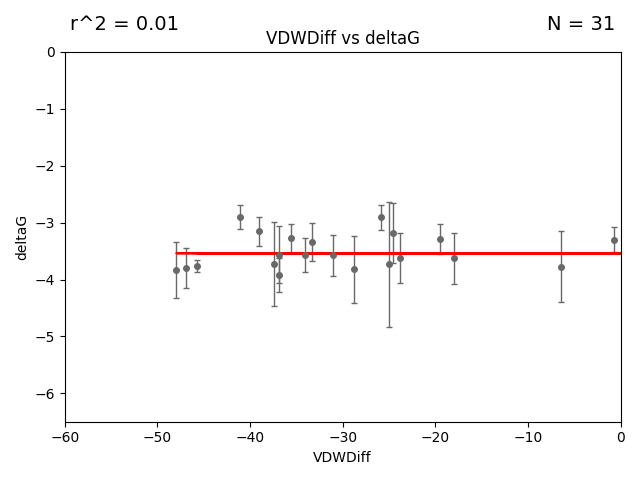 r^2 = 0.01
N = 31
VDWDiff vs deltaG
0
−1
−2
−3
−4
−5
−6
deltaG
−60 −50 −40 −30 −20 −10 0
VDWDiff